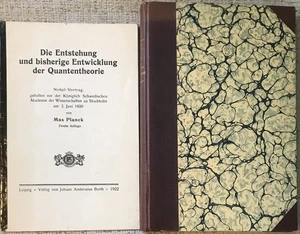 Die Entstehung
und bisherige Entwicklung
der Quantentheorie
Nobel-Vortrag
gehalten vor der Königlich Schwedischen
Akademie der Wissenschaften zu Stockholm
am 2. Juni 1920
von
Max Planck
Zweite Auflage
Leipzig · Verlag von Johann Ambrosius Barth · 1922